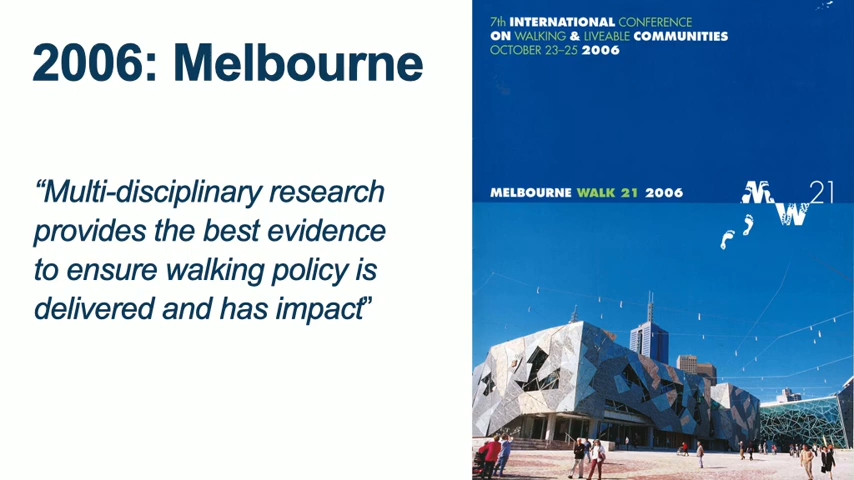 2006: Melbourne
“Multi-disciplinary research
provides the best evidence
to ensure walking policy is
delivered and has impact”
7th INTERNATIONAL CONFERENCE
ON WALKING & LIVEABLE COMMUNITIES
OCTOBER 23–25 2006
MELBOURNE WALK 21 2006
MW21